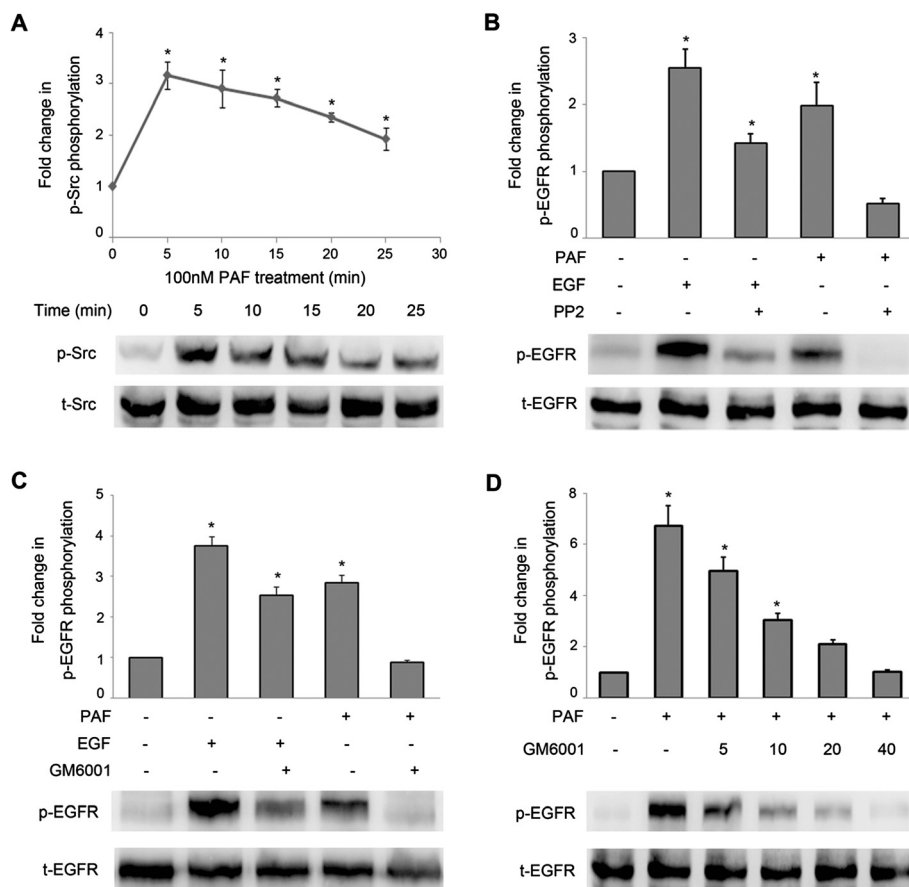 A
Fold change in
p-Src phosphorylation
4
3
2
1
0
* * * * *
0 5 10 15 20 25 30
100nM PAF treatment (min)
Time (min) 0 5 10 15 20 25
p-Src
t-Src
B
Fold change in
p-EGFR phosphorylation
3
2
1
0
* * *
PAF - - - + +
EGF - + + - -
PP2 - - + - +
p-EGFR
t-EGFR
C
Fold change in
p-EGFR phosphorylation
5
4
3
2
1
0
* * *
PAF - - - + +
EGF - + + - -
GM6001 - - + - +
p-EGFR
t-EGFR
D
Fold change in
p-EGFR phosphorylation
8
6
4
2
0
* * *
PAF - + + + + +
GM6001 - - 5 10 20 40
p-EGFR
t-EGFR